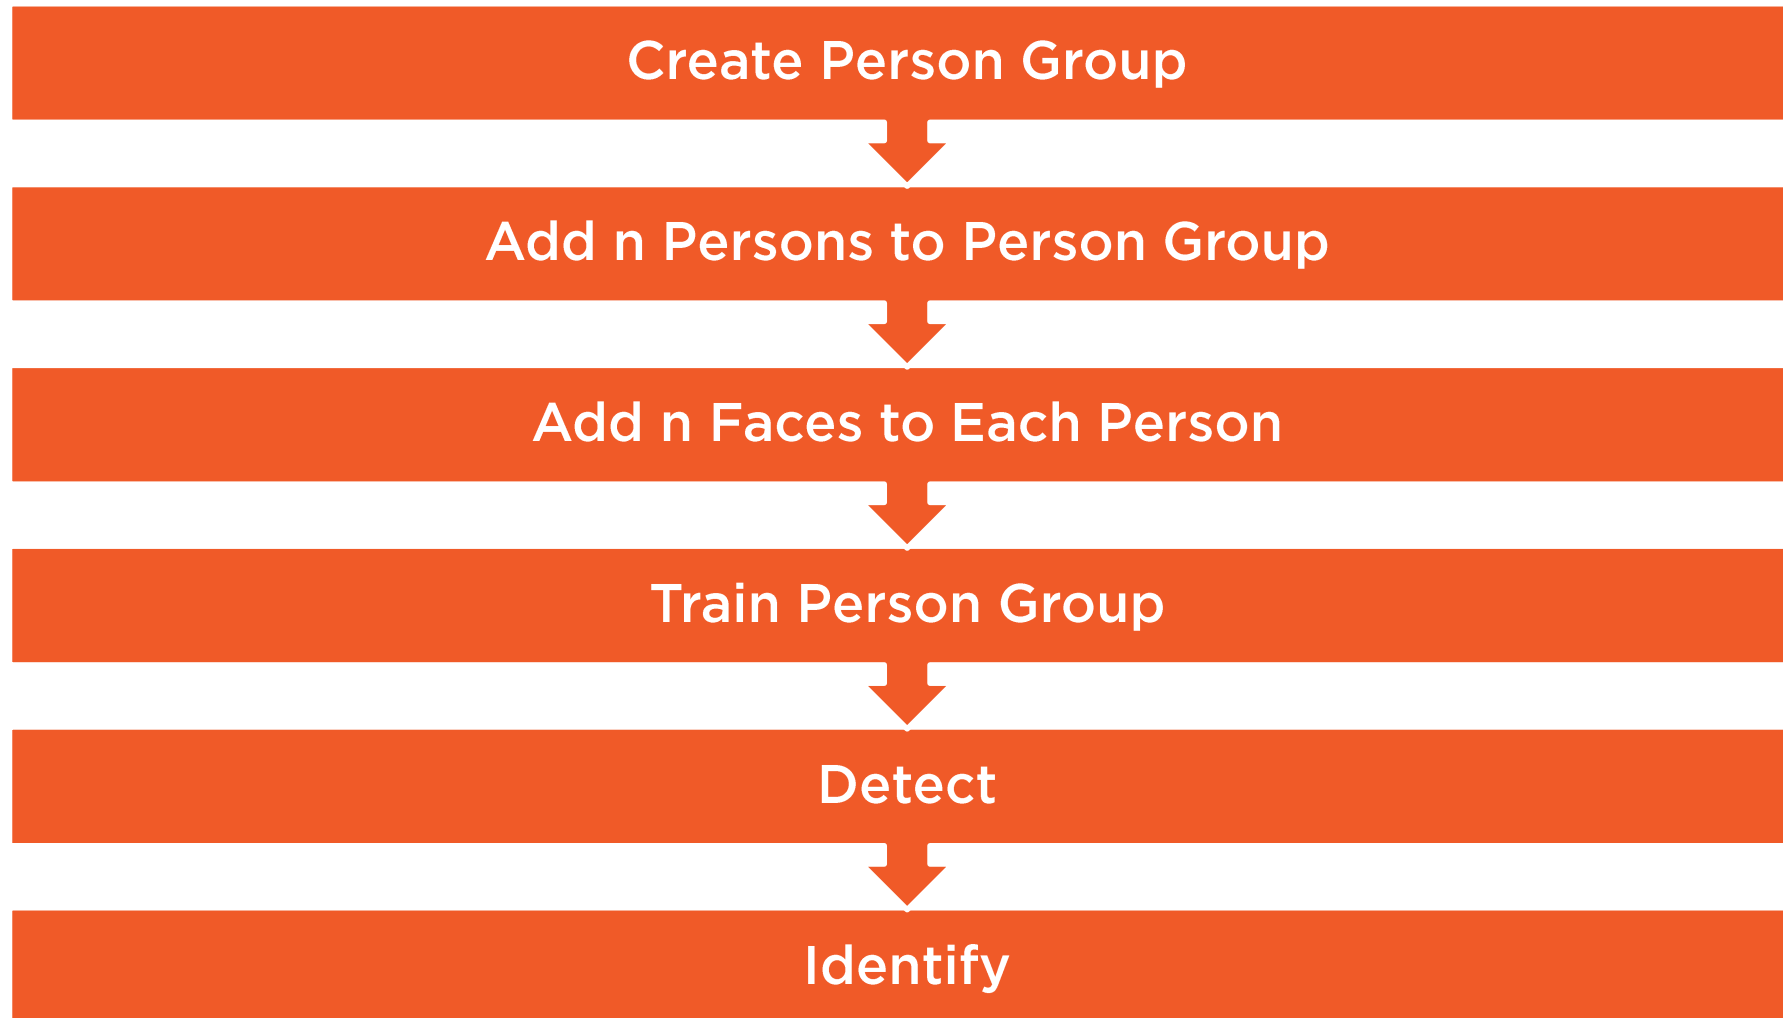 Create Person Group
Add n Persons to Person Group
Add n Faces to Each Person
Train Person Group
Detect
Identify